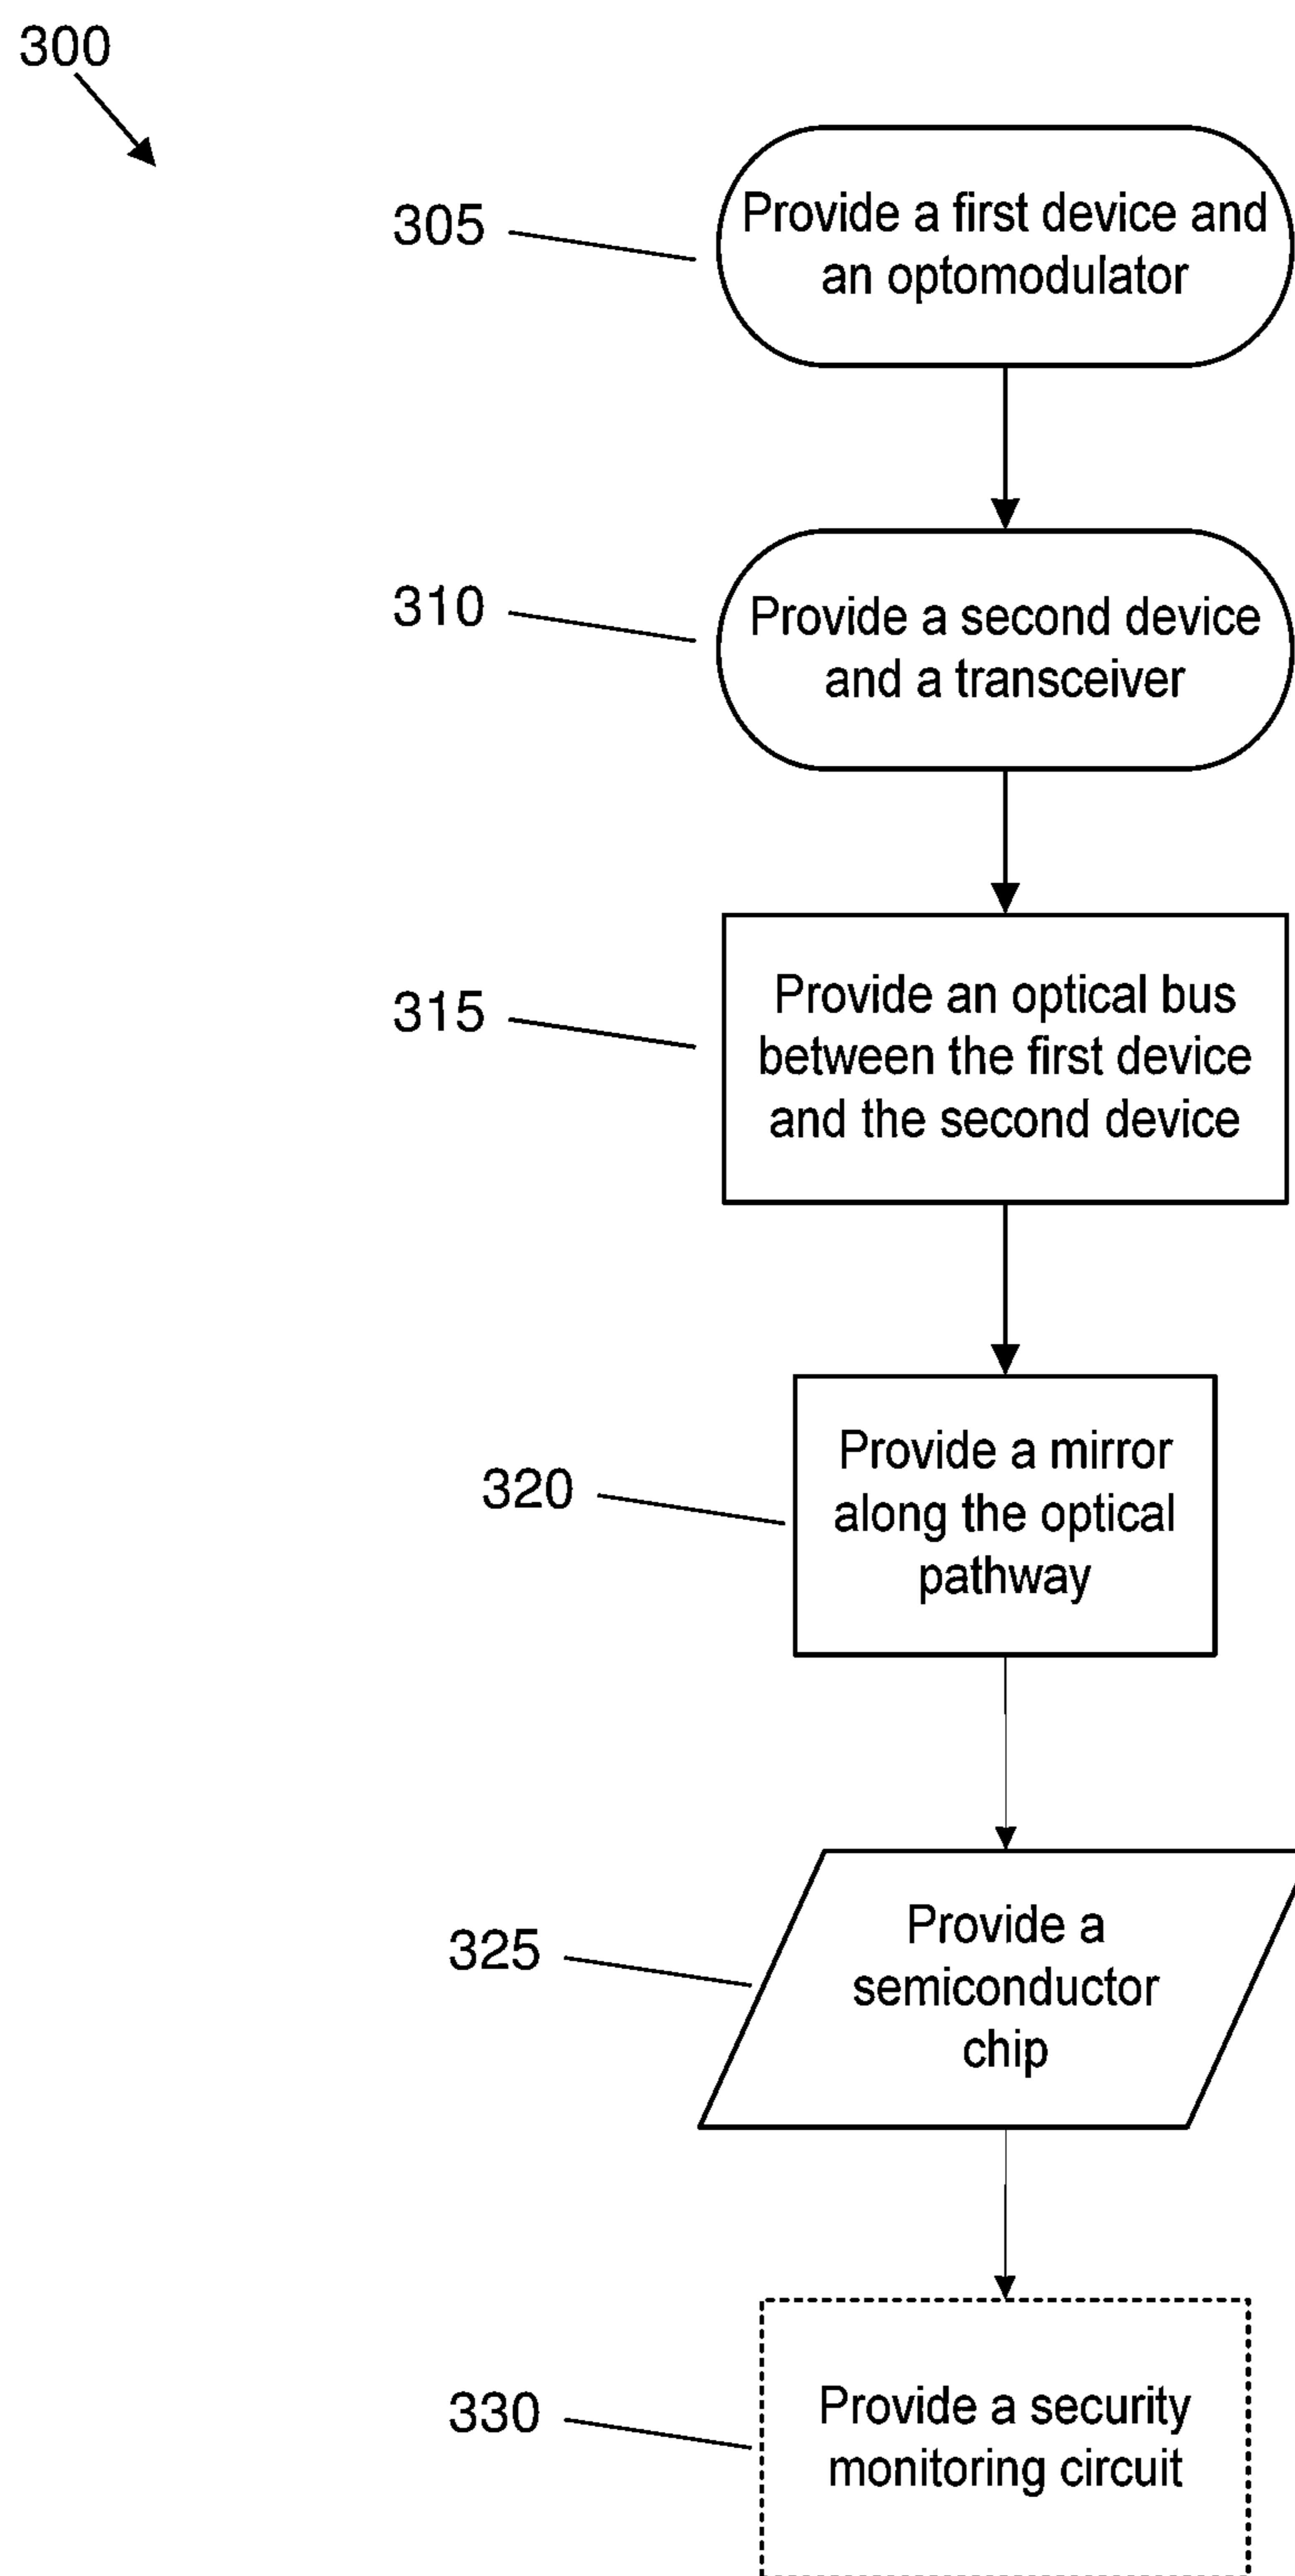 300
305
Provide a first device and
an optomodulator
310
Provide a second device
and a transceiver
315
Provide an optical bus
between the first device
and the second device
320
Provide a mirror
along the optical
pathway
325
Provide a
semiconductor
chip
330
Provide a security
monitoring circuit